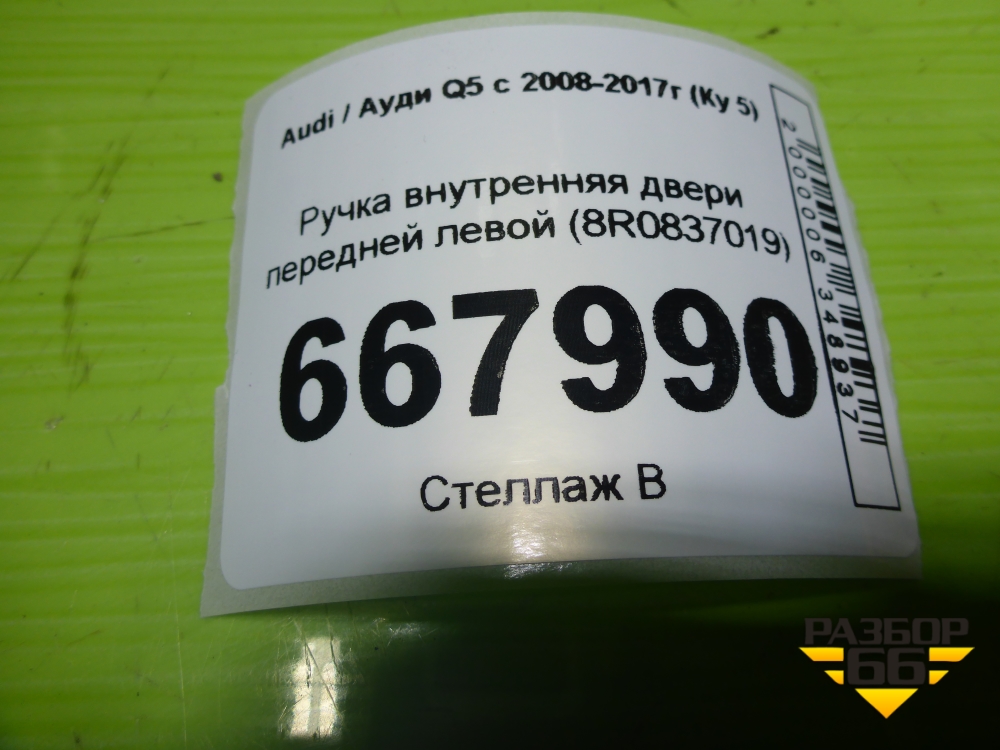 Audi / Ауди Q5 с 2008-2017г (Ку 5)
Ручка внутренняя двери
передней левой (8R0837019)
667990
Стеллаж В
2000006348937
РАЗБОР
66